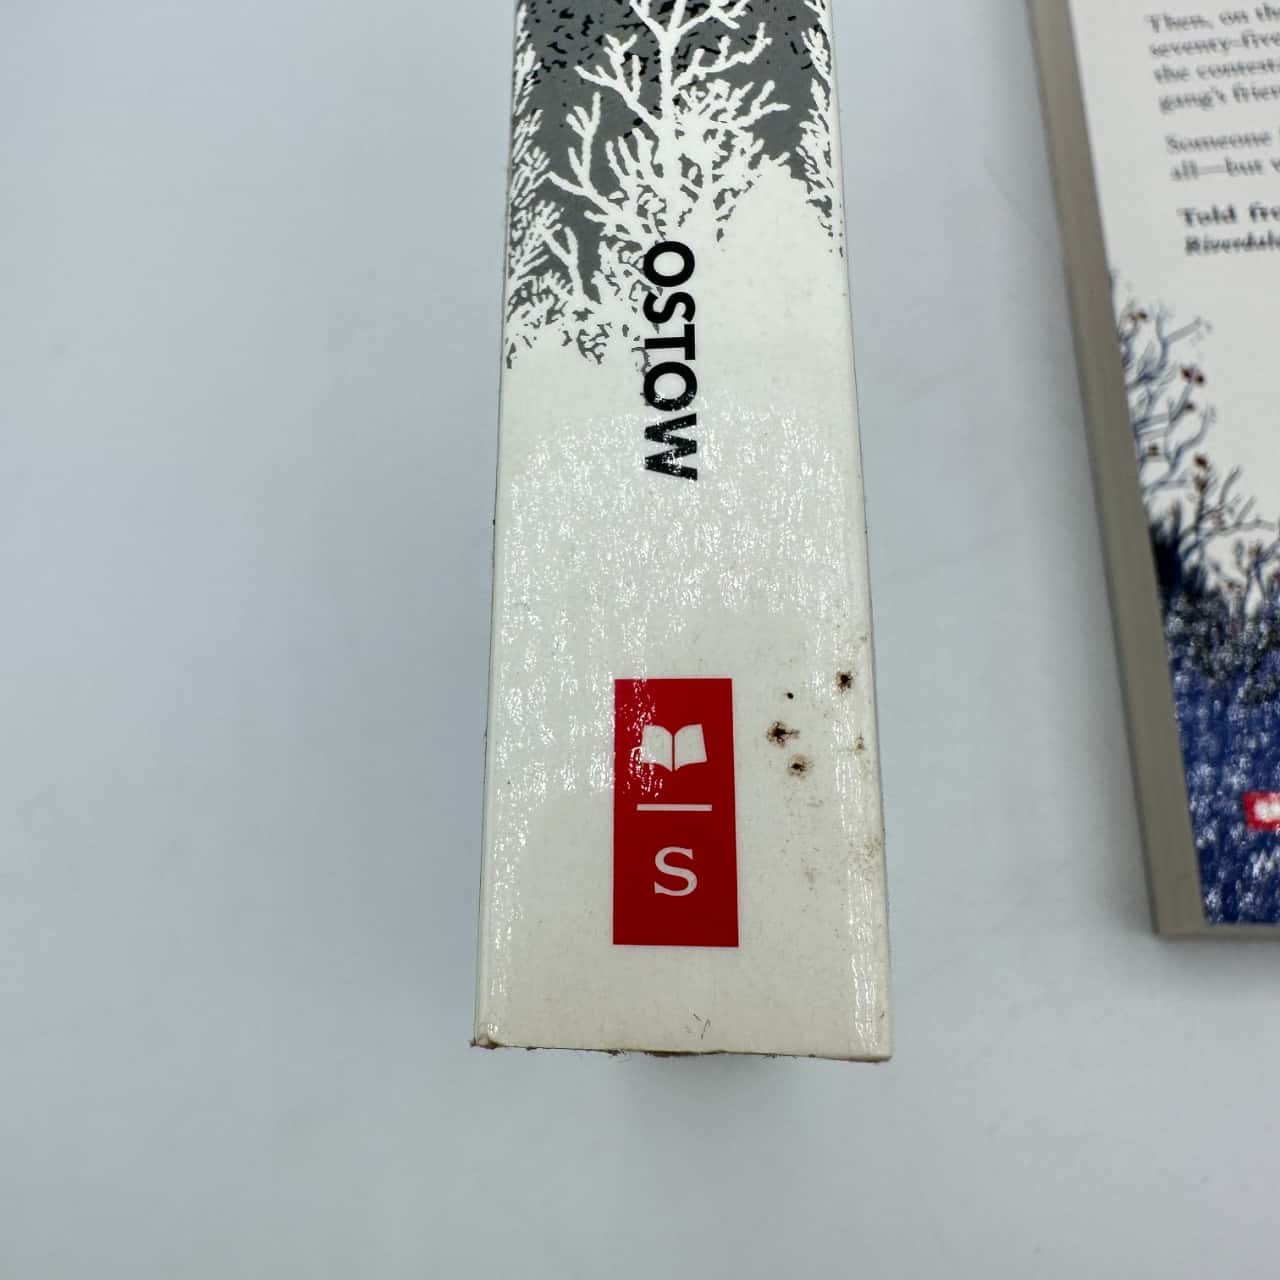 OSTOW
S
Then, on the
seventy-five
the contest
gang's frien
Someone
all—but
Told fro
Riverdale